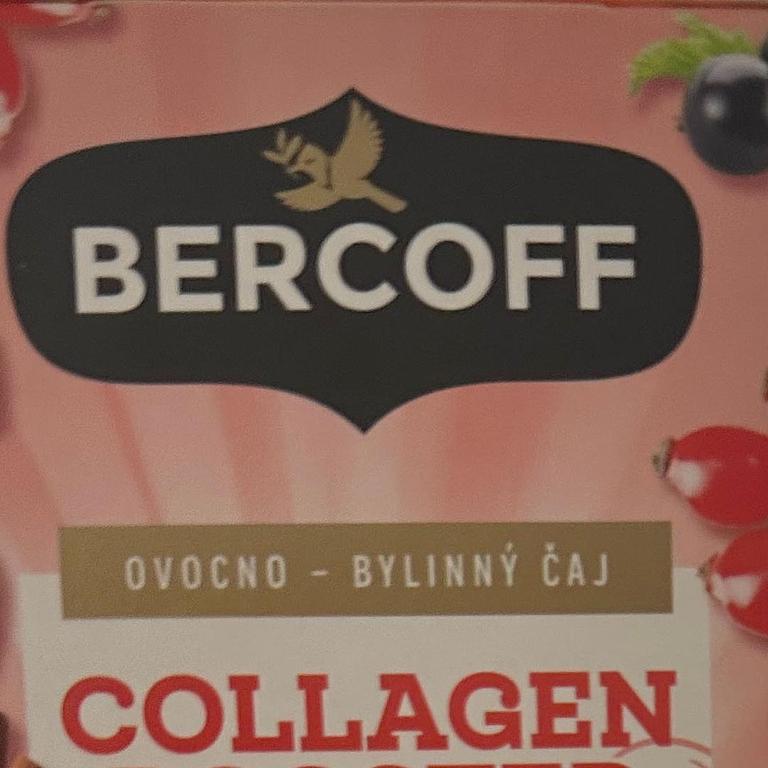 BERCOFF
OVOCNO – BYLINNÝ ČAJ
COLLAGEN